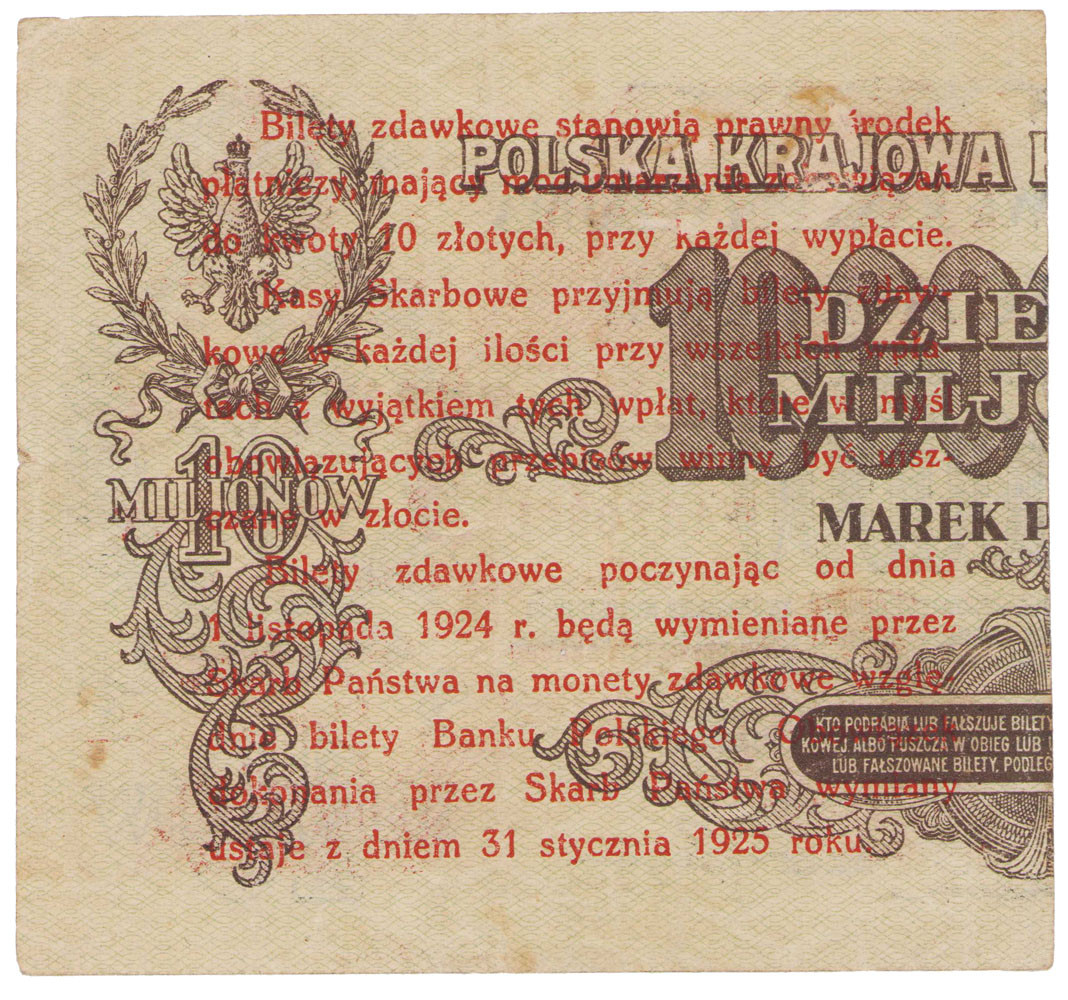 Bilety zdawkowe stanowią prawny środek
płatniczy, mający moc umarzania zobowiązań
do kwoty 10 złotych, przy każdej wypłacie.
Kasy Skarbowe przyjmują bilety zdaw-
kowe w każdej ilości przy wszelkich wpła-
tach z wyjątkiem tych wpłat, które w myśl
obowiązujących przepisów winny być uisz-
czane w złocie.
Bilety zdawkowe poczynając od dnia
1 listopada 1924 r. będą wymieniane przez
Skarb Państwa na monety zdawkowe wzglę-
dnie bilety Banku Polskiego.
dokonania przez Skarb Państwa wymiany
ustaje z dniem 31 stycznia 1925 roku.
POLSKA KRAJOWA
10000
DZIE
MILJO
MAREK P
10
MILIONÓW
KTO PODRABIA LUB FAŁSZUJE BILETY
KOWEJ ALBO PUSZCZA W OBIEG LUB
LUB FAŁSZOWANE BILETY, PODLEG